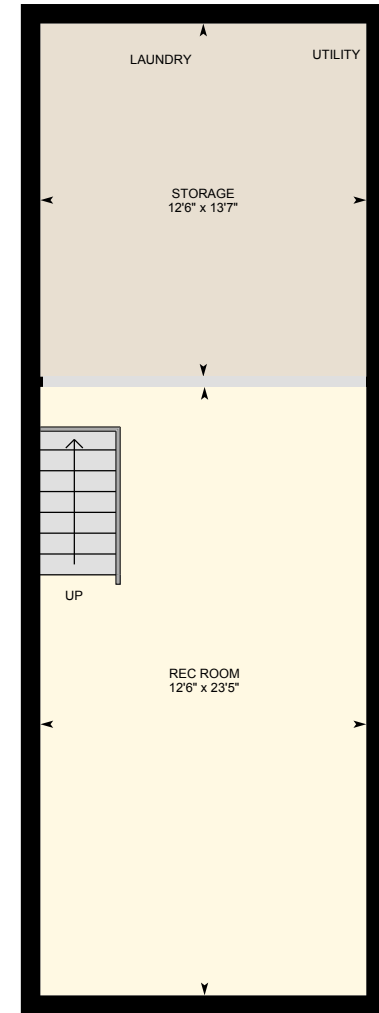 LAUNDRY
UTILITY
STORAGE
12'6" x 13'7"
UP
REC ROOM
12'6" x 23'5"